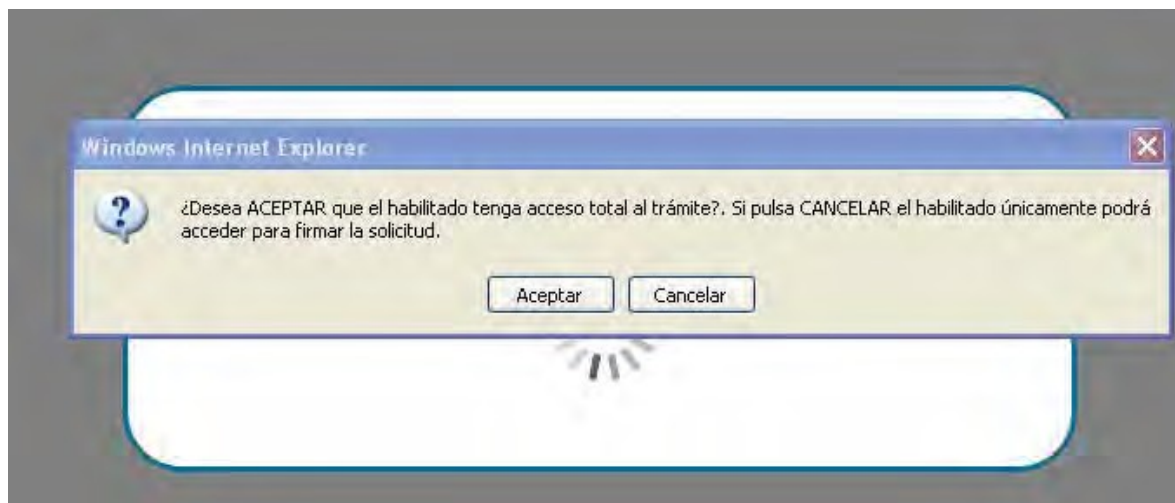 Windows Internet Explorer
¿Desea ACEPTAR que el habilitado tenga acceso total al trámite?. Si pulsa CANCELAR el habilitado únicamente podrá
acceder para firmar la solicitud.
Aceptar Cancelar